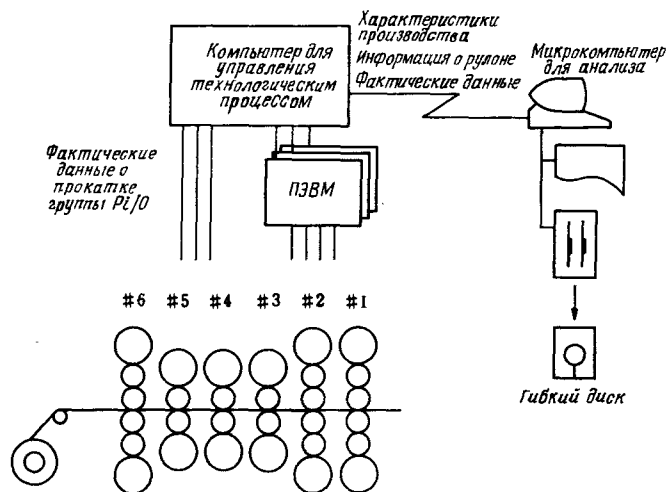 Характеристики
производства
Информация о рулоне
Фактические данные
Компьютер для
управления
технологическим
процессом
Микрокомпьютер
для анализа
Фактические
данные о
прокатке
группы Pi/O
ПЭВМ
#6 #5 #4 #3 #2 #1
Гибкий диск